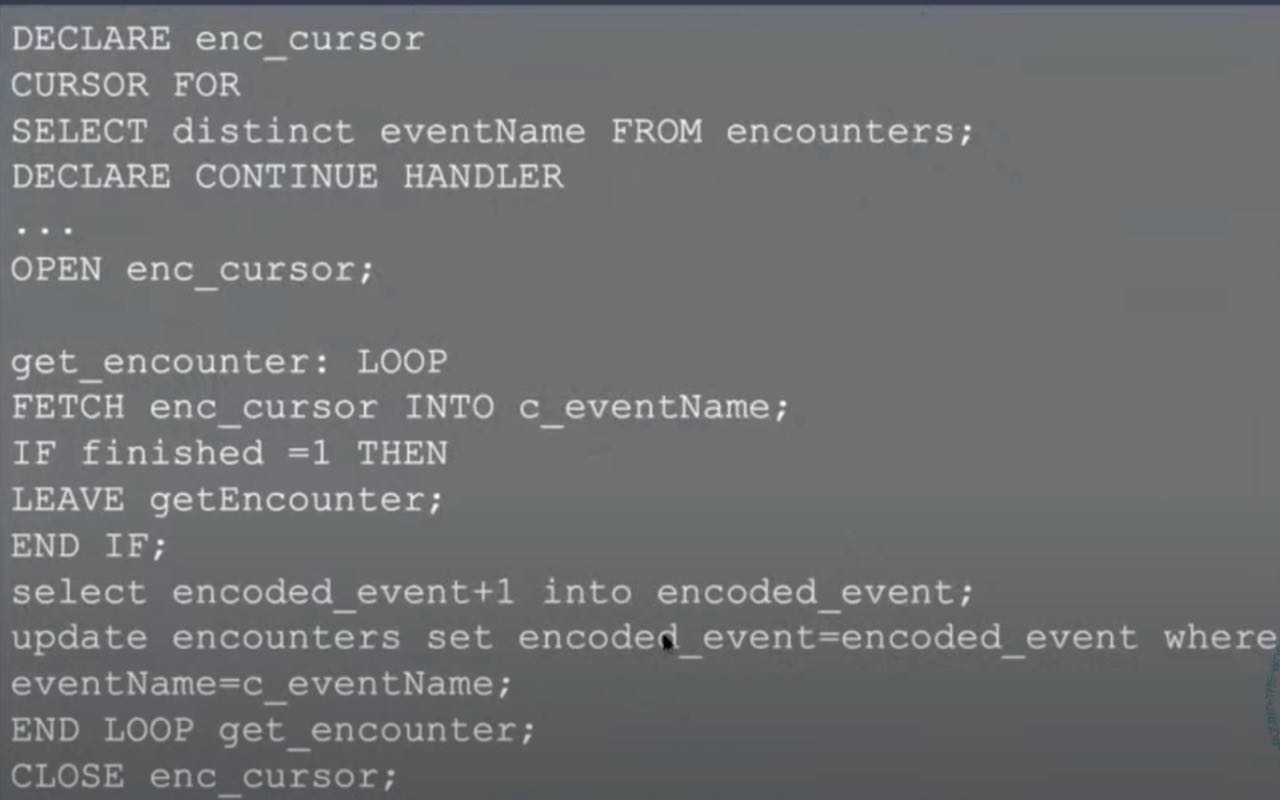 DECLARE enc_cursor
CURSOR FOR
SELECT distinct eventName FROM encounters;
DECLARE CONTINUE HANDLER
...
OPEN enc_cursor;
get_encounter: LOOP
FETCH enc_cursor INTO c_eventName;
IF finished =1 THEN
LEAVE getEncounter;
END IF;
select encoded_event+1 into encoded_event;
update encounters set encoded_event=encoded_event where
eventName=c_eventName;
END LOOP get_encounter;
CLOSE enc_cursor;